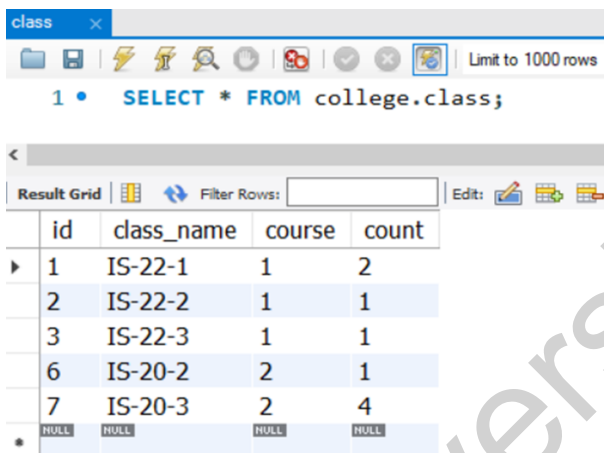 class
Limit to 1000 rows
1 SELECT * FROM college.class;
Result Grid Filter Rows: Edit:
id class_name course count
1 IS-22-1 1 2
2 IS-22-2 1 1
3 IS-22-3 1 1
6 IS-20-2 2 1
7 IS-20-3 2 4
NULL NULL NULL NULL